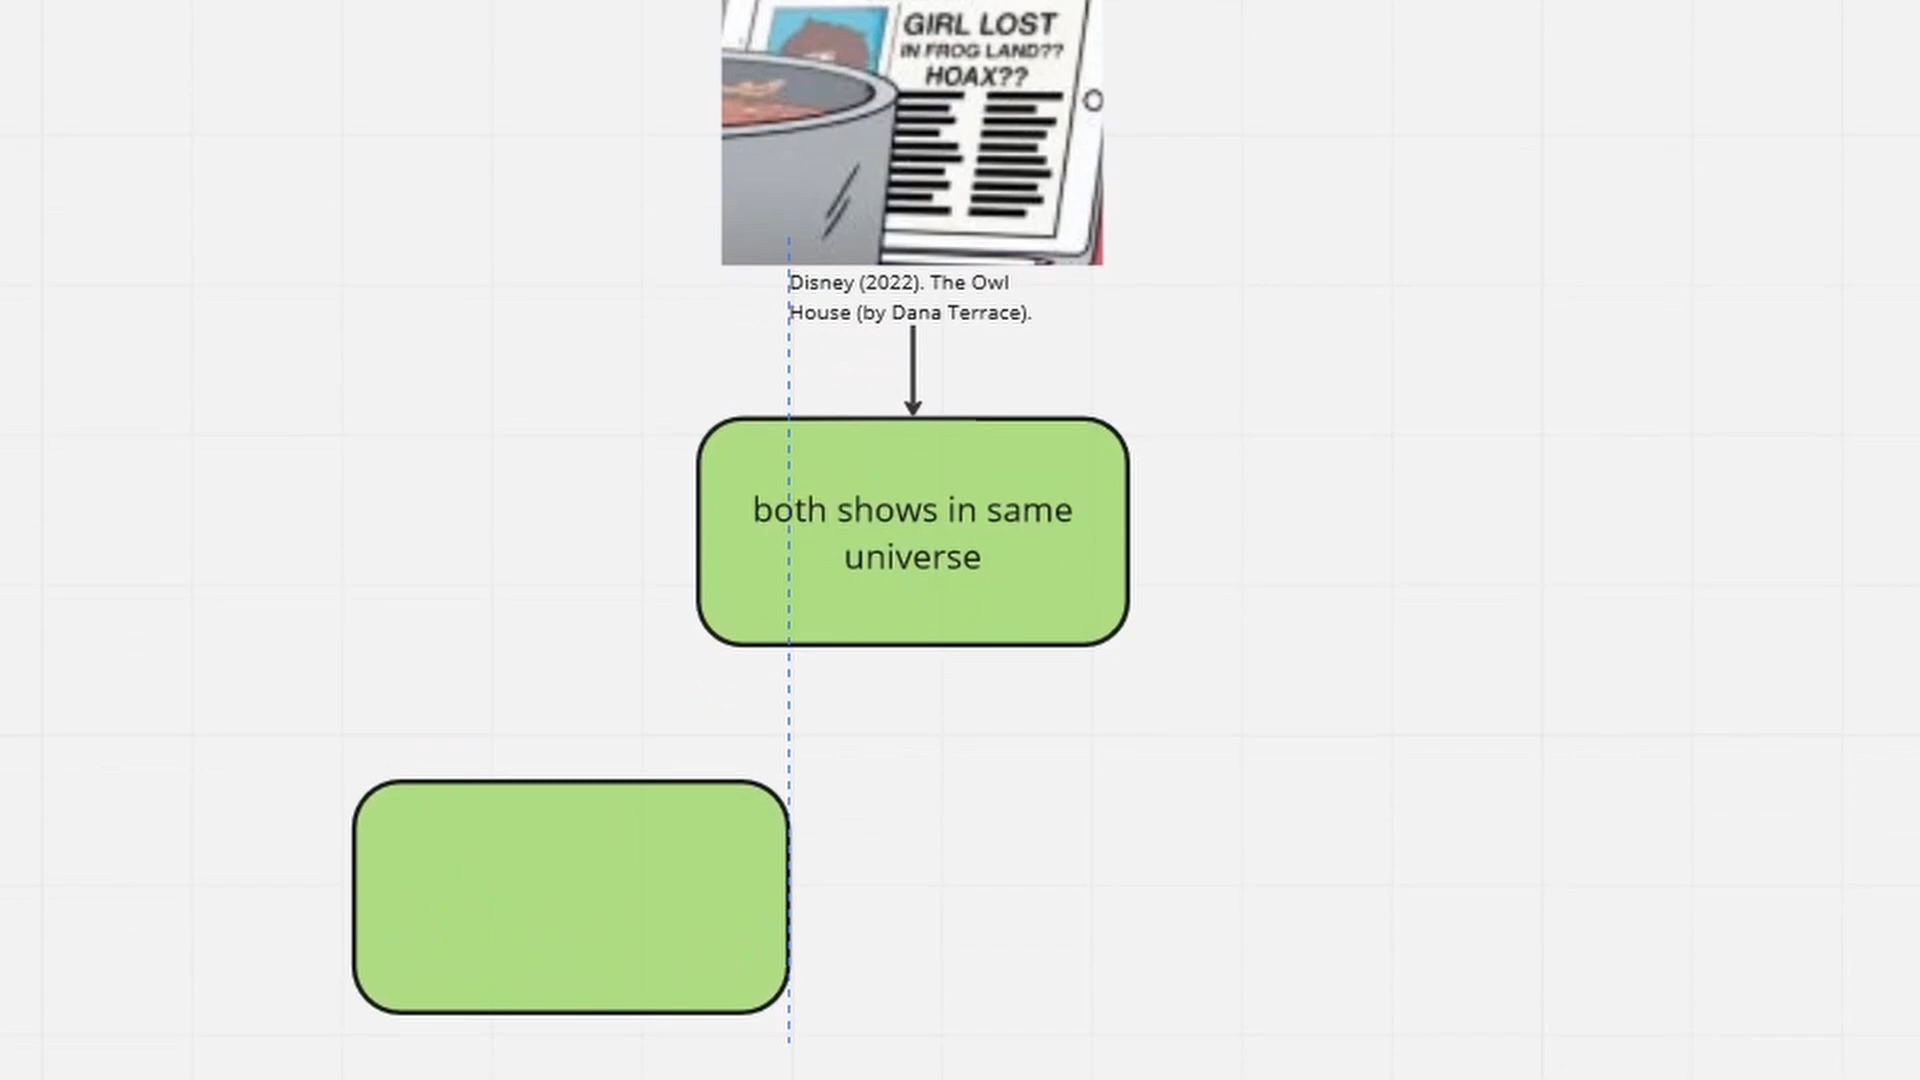 GIRL LOST
IN FROG LAND??
HOAX??
Disney (2022). The Owl
House (by Dana Terrace).
both shows in same
universe